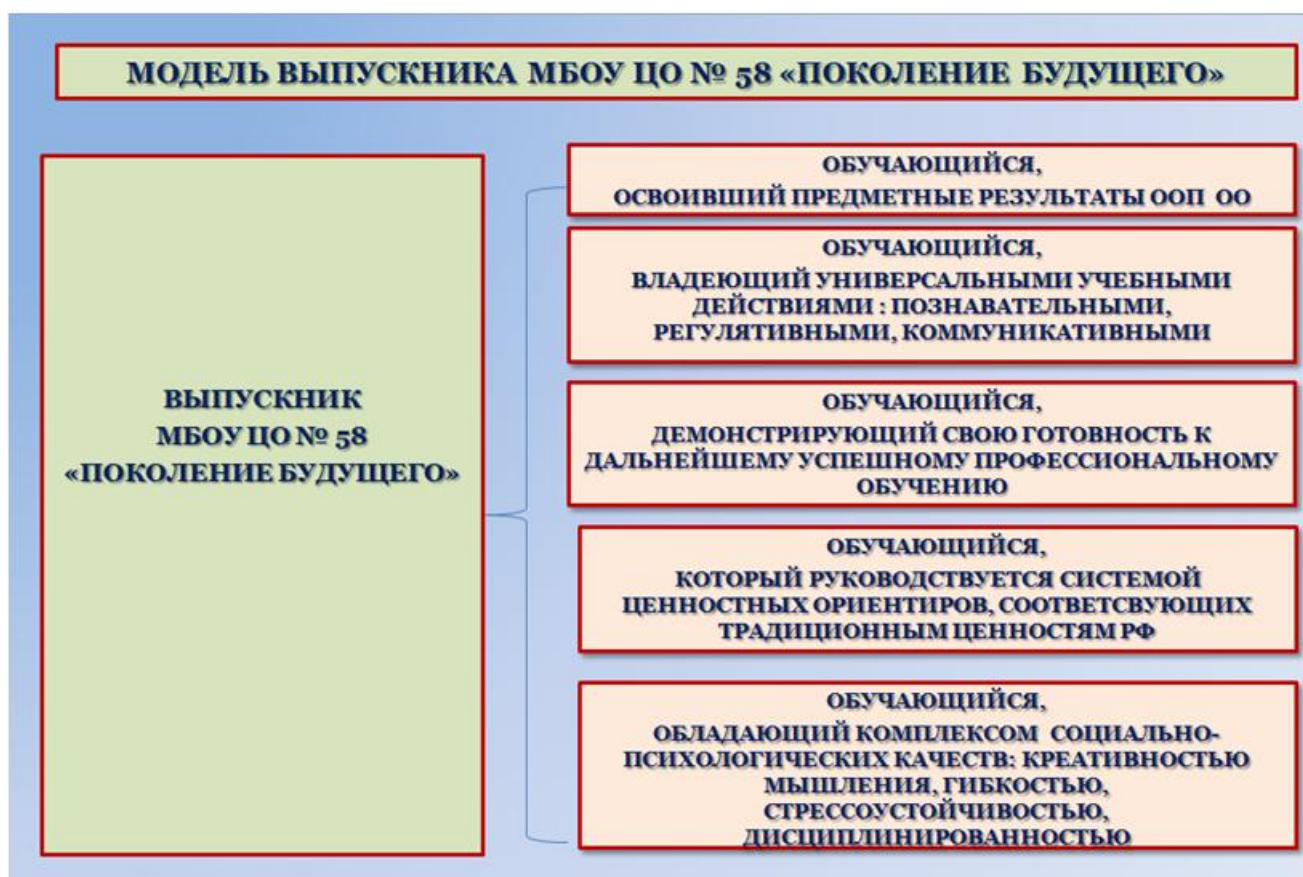 МОДЕЛЬ ВЫПУСКНИКА МБОУ ЦО № 58 «ПОКОЛЕНИЕ БУДУЩЕГО»
ВЫПУСКНИК
МБОУ ЦО № 58
«ПОКОЛЕНИЕ БУДУЩЕГО»
ОБУЧАЮЩИЙСЯ,
ОСВОИВШИЙ ПРЕДМЕТНЫЕ РЕЗУЛЬТАТЫ ООП ОО
ОБУЧАЮЩИЙСЯ,
ВЛАДЕЮЩИЙ УНИВЕРСАЛЬНЫМИ УЧЕБНЫМИ
ДЕЙСТВИЯМИ : ПОЗНАВАТЕЛЬНЫМИ,
РЕГУЛЯТИВНЫМИ, КОММУНИКАТИВНЫМИ
ОБУЧАЮЩИЙСЯ,
ДЕМОНСТРИРУЮЩИЙ СВОЮ ГОТОВНОСТЬ К
ДАЛЬНЕЙШЕМУ УСПЕШНОМУ ПРОФЕССИОНАЛЬНОМУ
ОБУЧЕНИЮ
ОБУЧАЮЩИЙСЯ,
КОТОРЫЙ РУКОВОДСТВУЕТСЯ СИСТЕМОЙ
ЦЕННОСТНЫХ ОРИЕНТИРОВ, СООТВЕТСВУЮЩИХ
ТРАДИЦИОННЫМ ЦЕННОСТЯМ РФ
ОБУЧАЮЩИЙСЯ,
ОБЛАДАЮЩИЙ КОМПЛЕКСОМ СОЦИАЛЬНО-
ПСИХОЛОГИЧЕСКИХ КАЧЕСТВ: КРЕАТИВНОСТЬЮ
МЫШЛЕНИЯ, ГИБКОСТЬЮ,
СТРЕССОУСТОЙЧИВОСТЬЮ,
ДИСЦИПЛИНИРОВАННОСТЬЮ